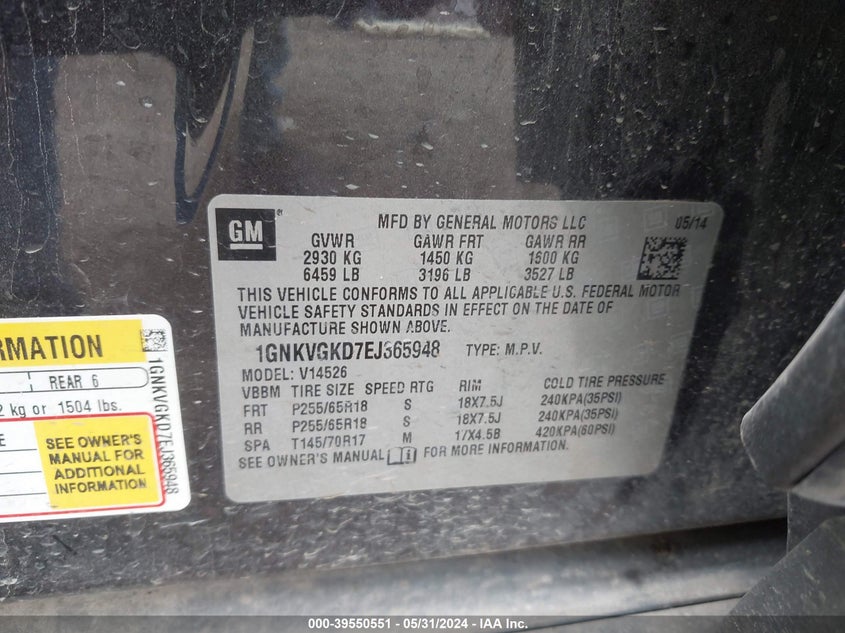 GM
MFD BY GENERAL MOTORS LLC 05/14
GVWR GAWR FRT GAWR RR
2930 KG 1450 KG 1600 KG
6459 LB 3196 LB 3527 LB
THIS VEHICLE CONFORMS TO ALL APPLICABLE U.S. FEDERAL MOTOR
VEHICLE SAFETY STANDARDS IN EFFECT ON THE DATE OF
MANUFACTURE SHOWN ABOVE.
1GNKVGKD7EJ365948 TYPE: M.P.V.
MODEL: V14526
VBBM TIRE SIZE SPEED RTG RIM COLD TIRE PRESSURE
FRT P255/65R18 S 18X7.5J 240KPA(35PSI)
RR P255/65R18 S 18X7.5J 240KPA(35PSI)
SPA T145/70R17 M 17X4.5B 420KPA(60PSI)
SEE OWNER'S MANUAL FOR MORE INFORMATION.
RMATION
REAR 6
2 kg or 1504 lbs.
E
SEE OWNER'S
MANUAL FOR
ADDITIONAL
INFORMATION
1GNKVGKD7EJ365948
000-39550551 - 05/31/2024 - IAA Inc.